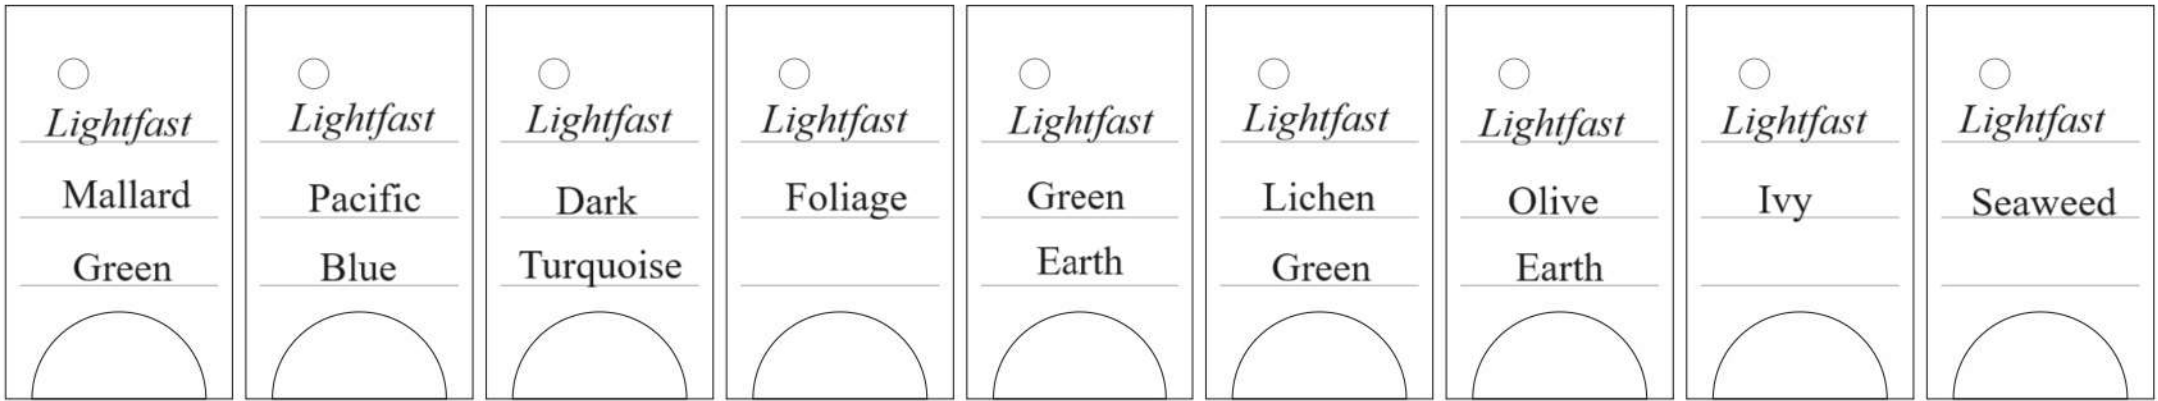 Lightfast
Mallard
Green
Lightfast
Pacific
Blue
Lightfast
Dark
Turquoise
Lightfast
Foliage
Lightfast
Green
Earth
Lightfast
Lichen
Green
Lightfast
Olive
Earth
Lightfast
Ivy
Lightfast
Seaweed